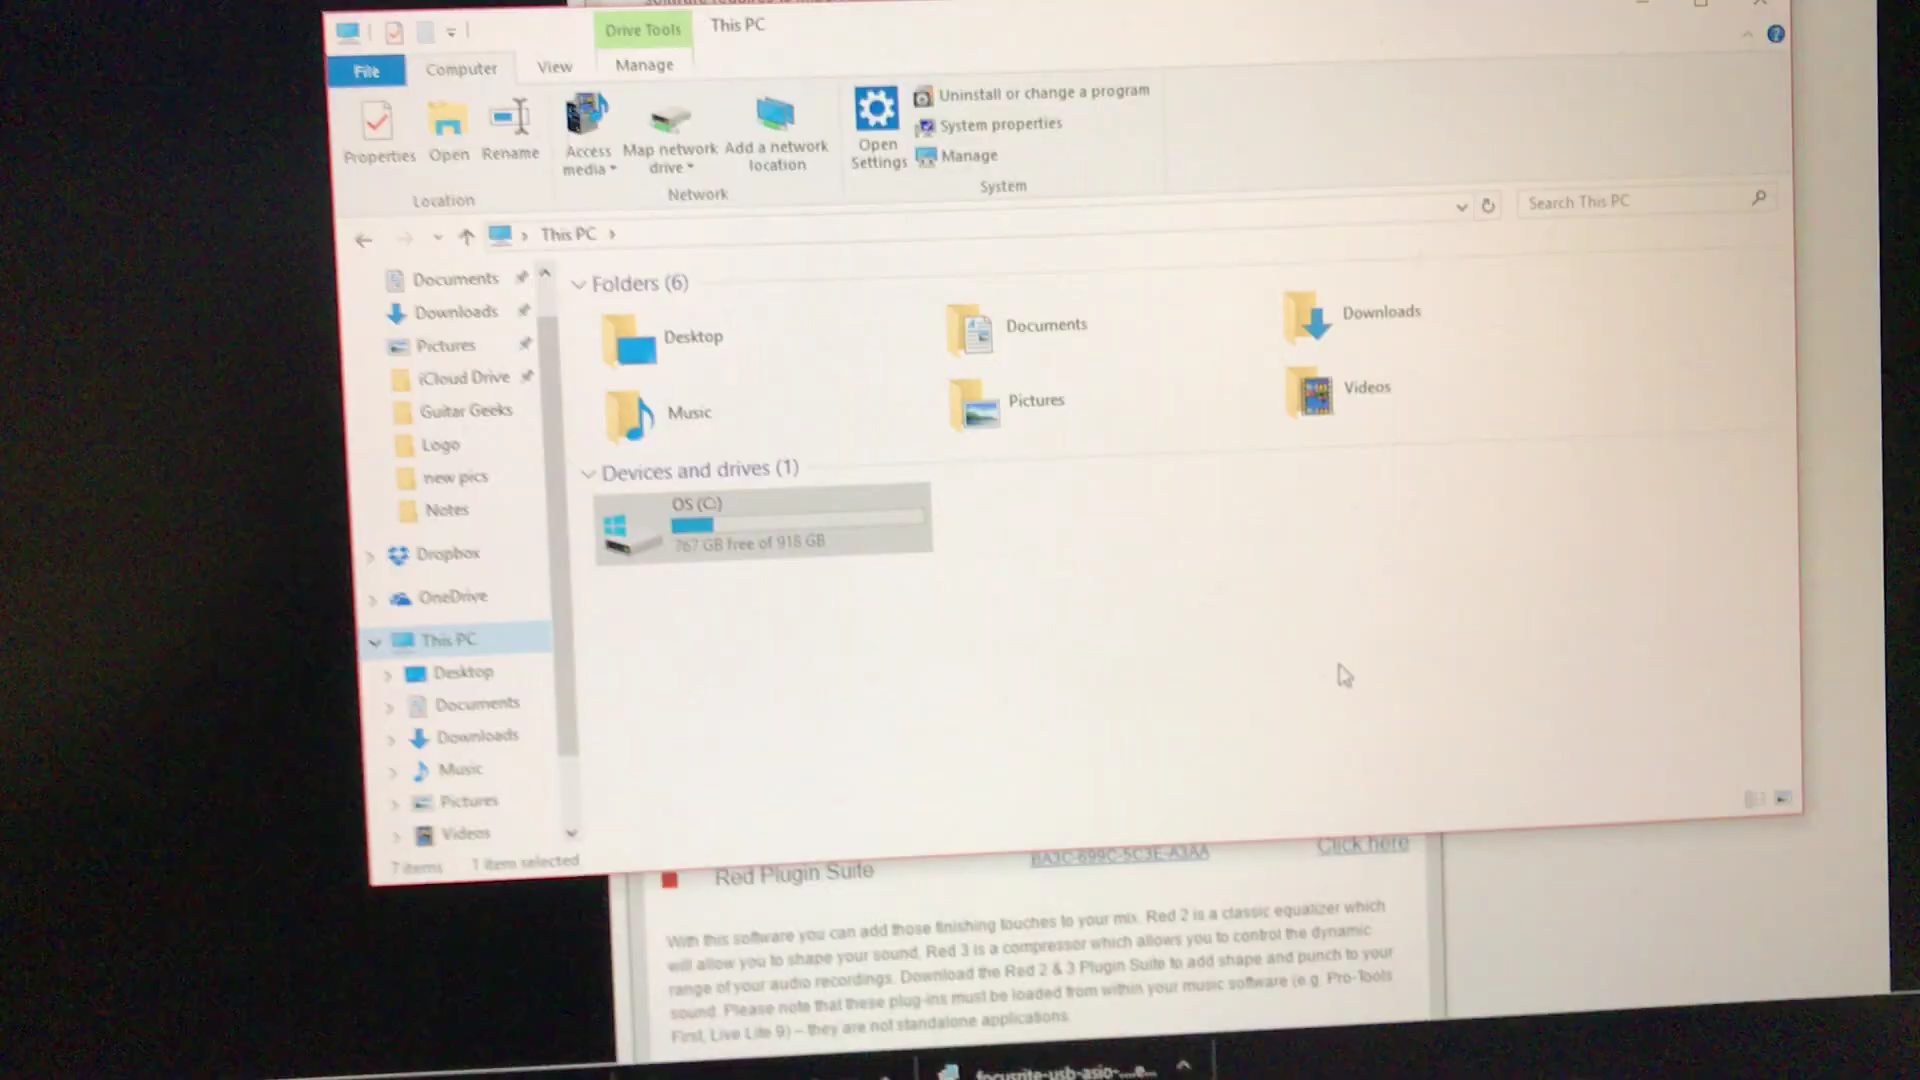 Drive Tools
This PC
File
Computer
View
Manage
Properties
Open
Rename
Access media
Map network drive
Add a network location
Open Settings
Uninstall or change a program
System properties
Manage
Location
Network
System
This PC
Search This PC
Documents
Downloads
Pictures
iCloud Drive
Guitar Geeks
Logo
new pics
Notes
Dropbox
OneDrive
This PC
Desktop
Documents
Downloads
Music
Pictures
Videos
7 items
1 item selected
Folders (6)
Desktop
Documents
Downloads
Music
Pictures
Videos
Devices and drives (1)
OS (C:)
767 GB free of 918 GB
Red Plugin Suite
BA3C-699C-5C3E-A3AA
Click here
With this software you can add those finishing touches to your mix. Red 2 is a classic equalizer which
will allow you to shape your sound. Red 3 is a compressor which allows you to control the dynamic
range of your audio recordings. Download the Red 2 & 3 Plugin Suite to add shape and punch to your
sound. Please note that these plug-ins must be loaded from within your music software (e.g. Pro-Tools
First, Live Lite 9) – they are not standalone applications.
focusrite-usb-asio-....e...